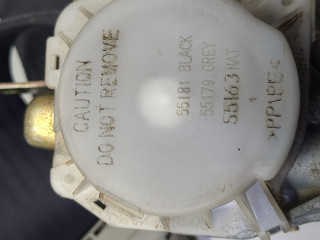 CAUTION
DO NOT REMOVE
55181 BLACK
55179 GREY
55163 NAT
>PP\PE<